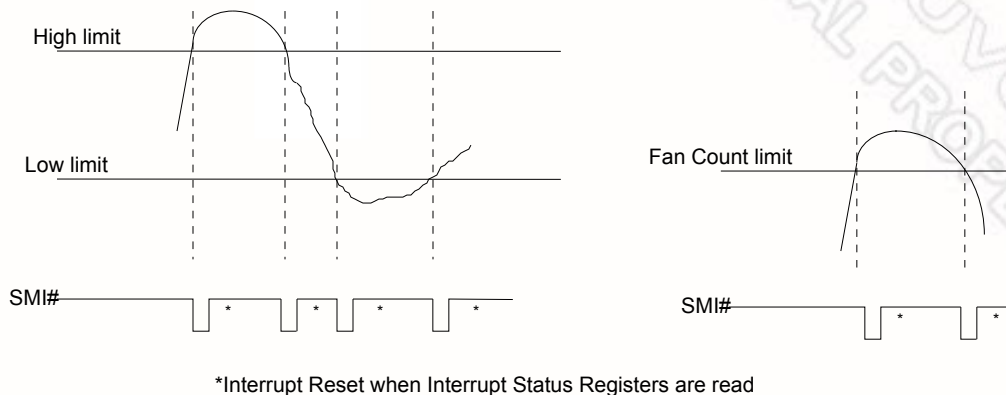 High limit
Low limit
Fan Count limit
SMI#
* * * *
SMI#
* *
*Interrupt Reset when Interrupt Status Registers are read